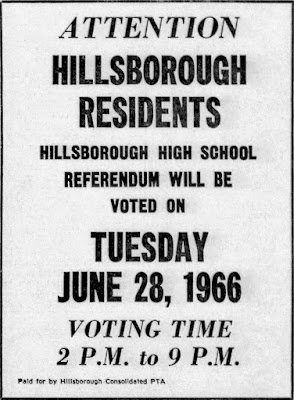 ATTENTION
HILLSBOROUGH
RESIDENTS
HILLSBOROUGH HIGH SCHOOL
REFERENDUM WILL BE
VOTED ON
TUESDAY
JUNE 28, 1966
VOTING TIME
2 P.M. to 9 P.M.
Paid for by Hillsborough Consolidated PTA